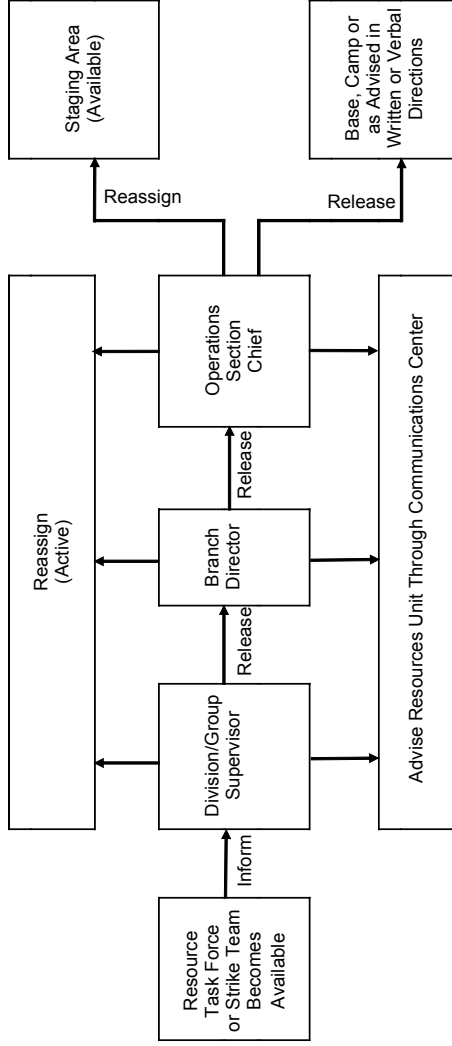 Resource
Task Force
or Strike Team
Becomes
Available
Inform
Division/Group
Supervisor
Release
Branch
Director
Release
Operations
Section
Chief
Reassign
(Active)
Advise Resources Unit Through Communications Center
Reassign
Staging Area
(Available)
Release
Base, Camp or
as Advised in
Written or Verbal
Directions